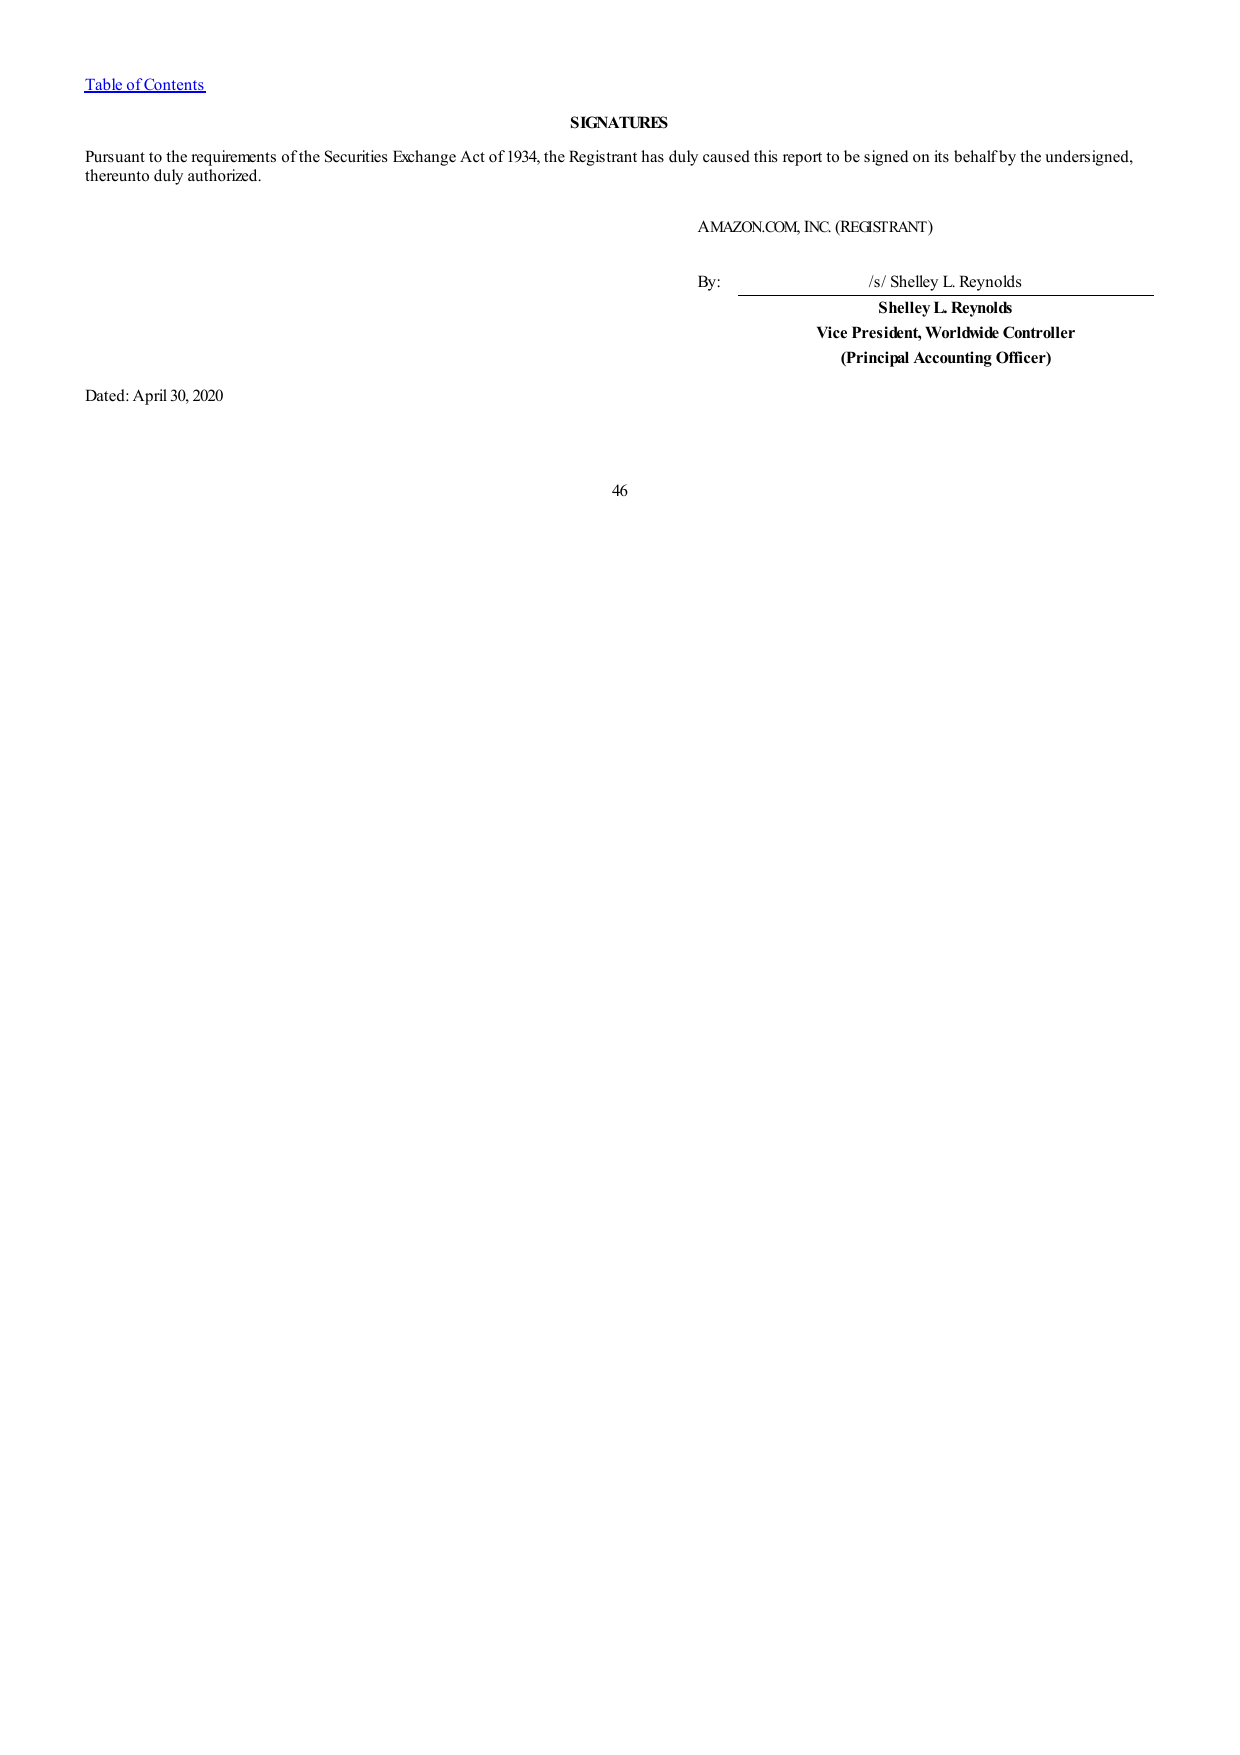 Table of Contents
SIGNATURES
Pursuant to the requirements of the Securities Exchange Act of 1934, the Registrant has duly caused this report to be signed on its behalf by the undersigned,
thereunto duly authorized.
AMAZON.COM, INC. (REGISTRANT)
By: /s/ Shelley L. Reynolds
Shelley L. Reynolds
Vice President, Worldwide Controller
(Principal Accounting Officer)
Dated: April 30, 2020
46